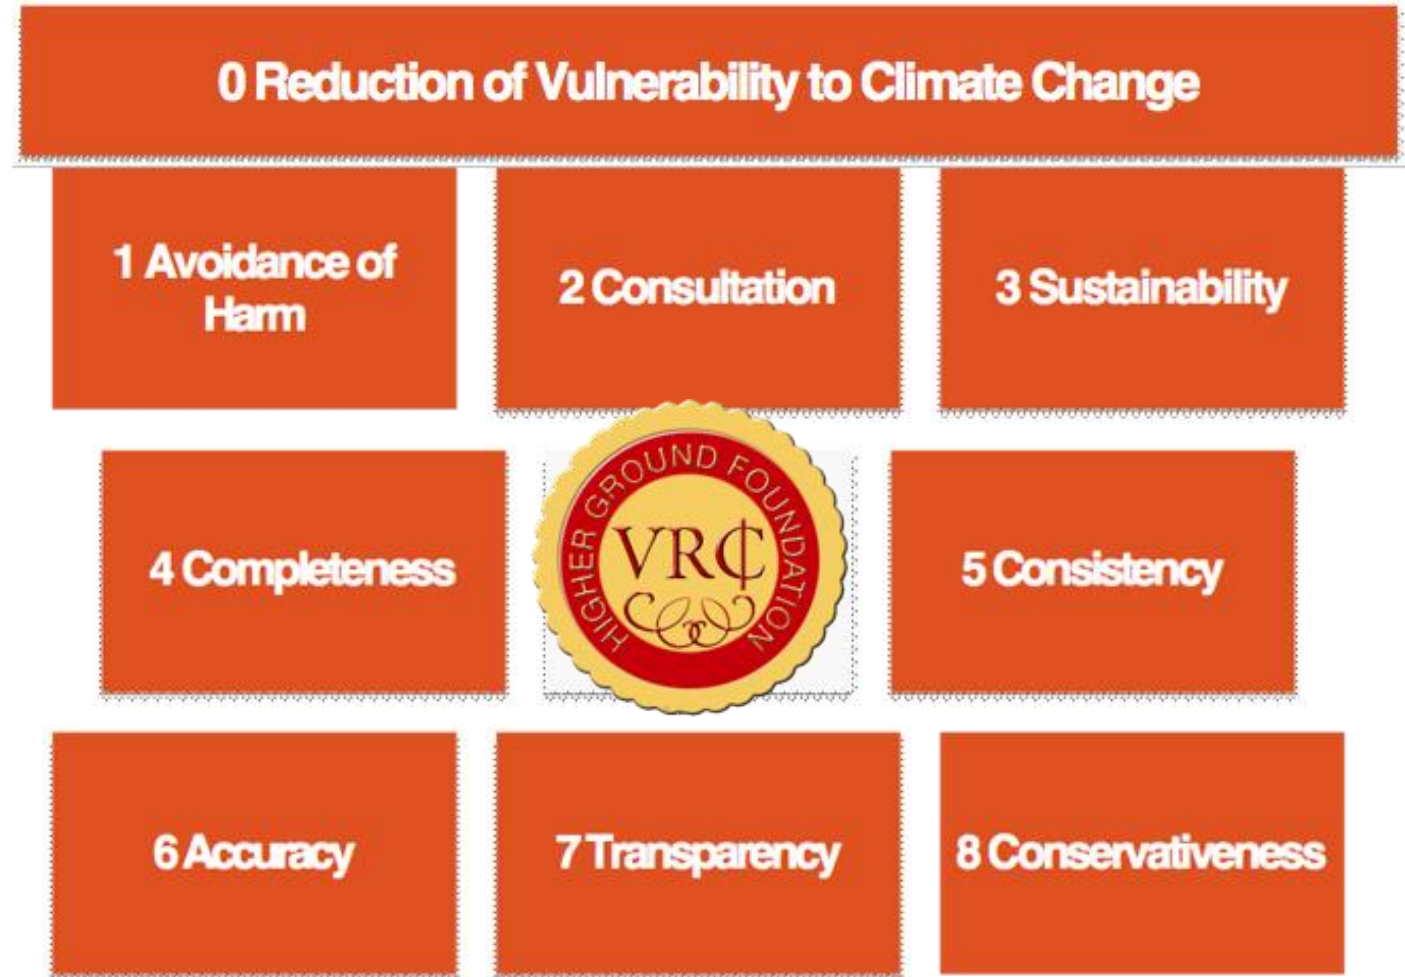 0 Reduction of Vulnerability to Climate Change
1 Avoidance of
Harm
2 Consultation
3 Sustainability
4 Completeness
HIGHER GROUND FOUNDATION
VR₵
5 Consistency
6 Accuracy
7 Transparency
8 Conservativeness